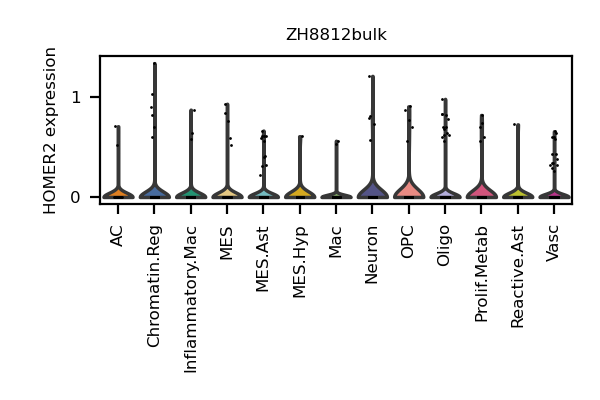 ZH8812bulk
HOMER2 expression
1
0
AC
Chromatin.Reg
Inflammatory.Mac
MES
MES.Ast
MES.Hyp
Mac
Neuron
OPC
Oligo
Prolif.Metab
Reactive.Ast
Vasc